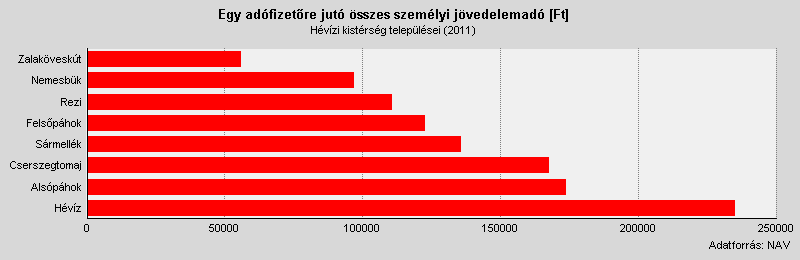 Egy adófizetőre jutó összes személyi jövedelemadó [Ft]
Hévízi kistérség települései (2011)
Zalaköveskút
Nemesbük
Rezi
Felsőpáhok
Sármellék
Cserszegtomaj
Alsópáhok
Hévíz
0 50000 100000 150000 200000 250000
Adatforrás: NAV